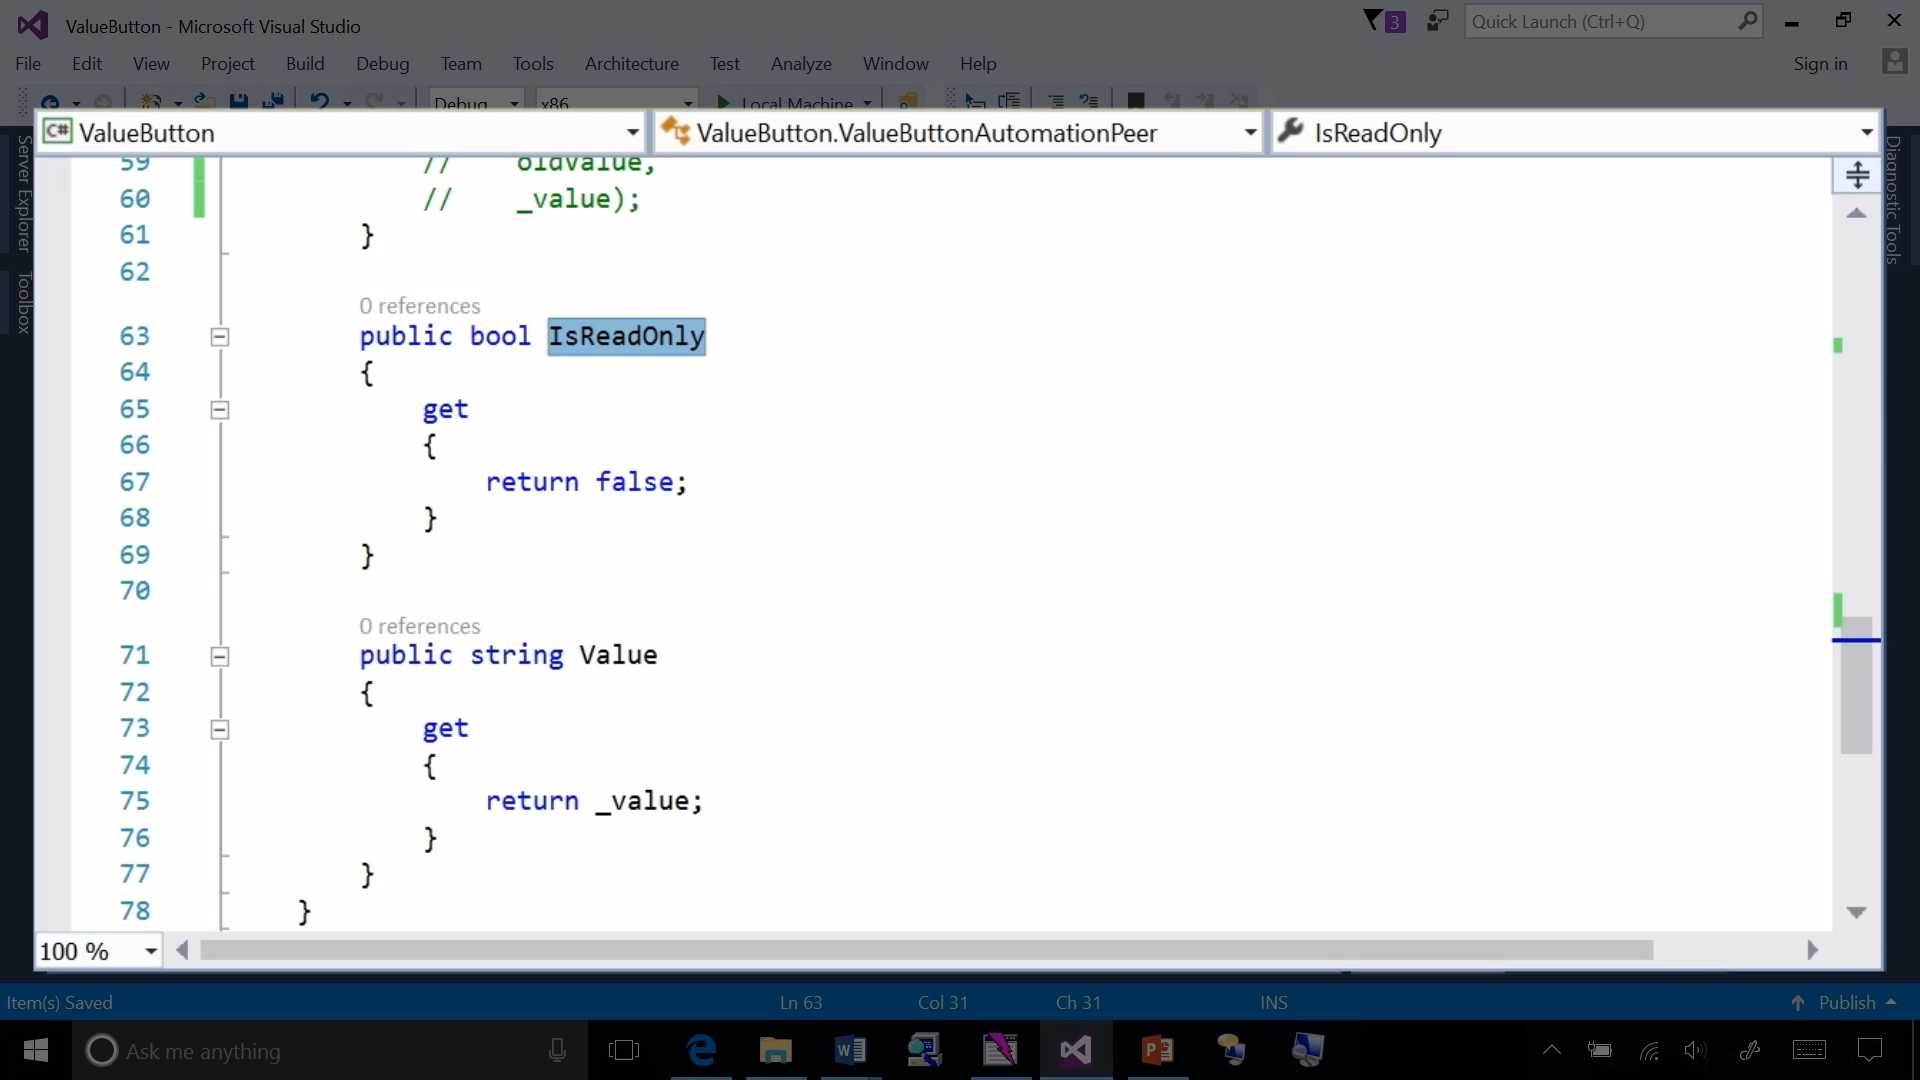 ValueButton - Microsoft Visual Studio
3
Quick Launch (Ctrl+Q)
File Edit View Project Build Debug Team Tools Architecture Test Analyze Window Help
Sign in
Debug x86 Local Machine
C# ValueButton
ValueButton.ValueButtonAutomationPeer
IsReadOnly
Server Explorer
Toolbox
Diagnostic Tools
59 // oldvalue,
60 // _value);
61 }
62
0 references
63 public bool IsReadOnly
64 {
65 get
66 {
67 return false;
68 }
69 }
70
0 references
71 public string Value
72 {
73 get
74 {
75 return _value;
76 }
77 }
78 }
100 %
Item(s) Saved Ln 63 Col 31 Ch 31 INS Publish
Ask me anything